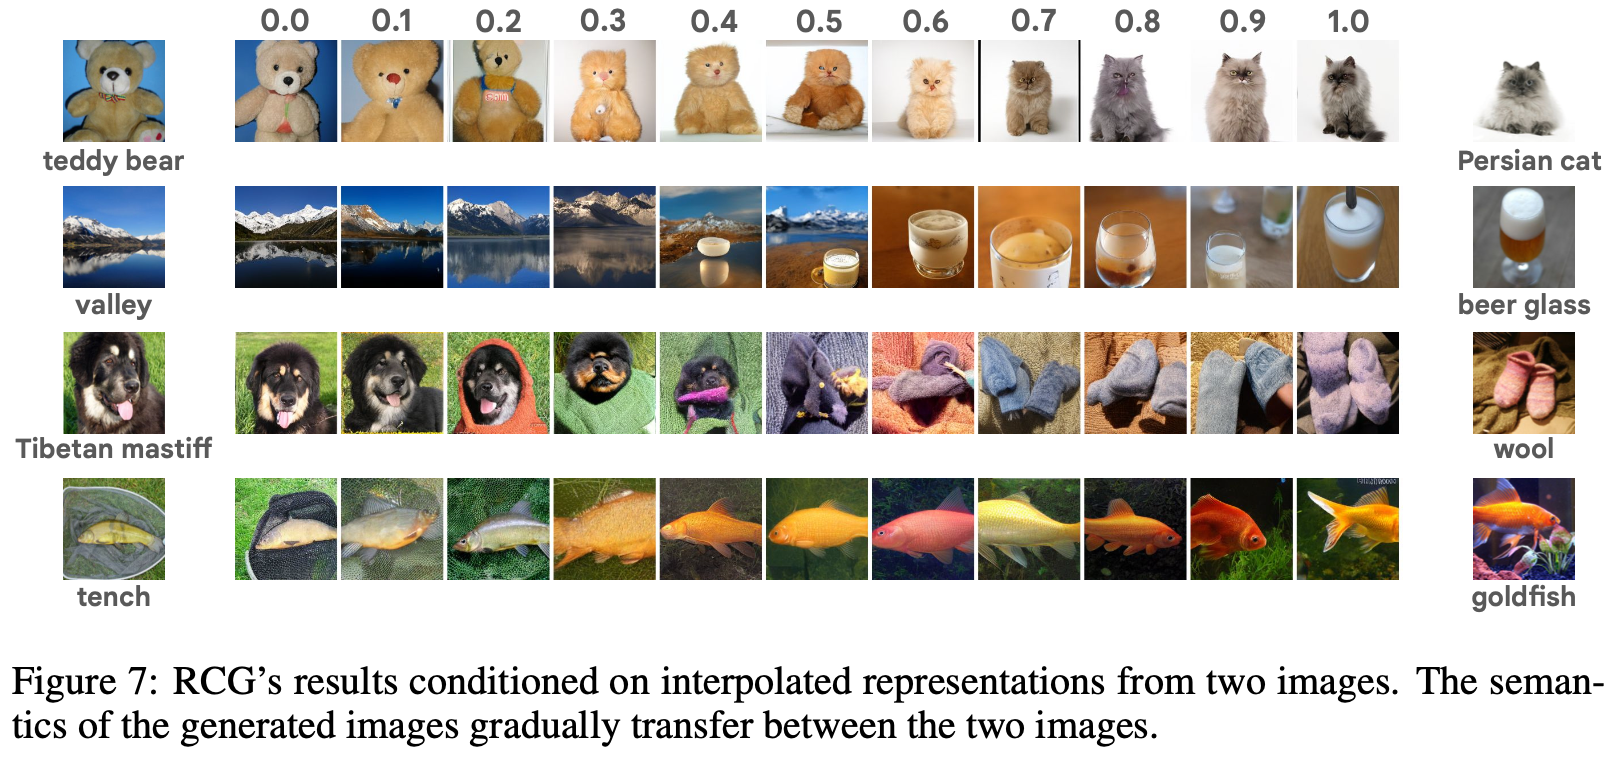 0.0 0.1 0.2 0.3 0.4 0.5 0.6 0.7 0.8 0.9 1.0
teddy bear Persian cat
valley beer glass
Tibetan mastiff wool
tench goldfish
Figure 7: RCG's results conditioned on interpolated representations from two images. The seman-
tics of the generated images gradually transfer between the two images.